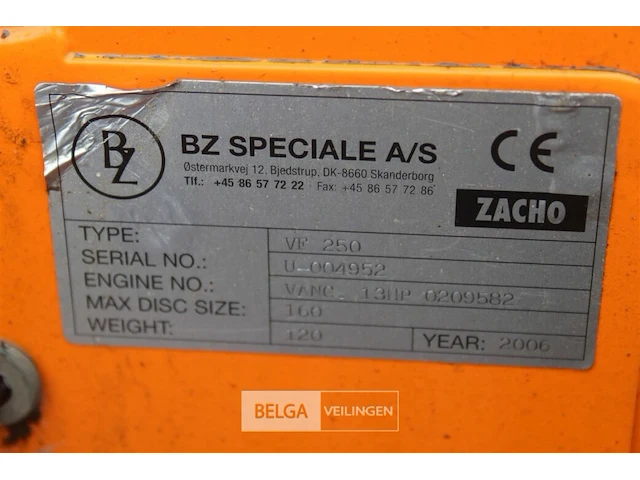 BZ
BZ SPECIALE A/S
Østermarkvej 12. Bjedstrup, DK-8660 Skanderborg
Tlf.: +45 86 57 72 22 · Fax: +45 86 57 72 86
CE
ZACHO
TYPE: VF 250
SERIAL NO.: U-004952
ENGINE NO.: VANG. 13HP 0209582
MAX DISC SIZE: 160
WEIGHT: 120 YEAR: 2006
BELGA VEILINGEN